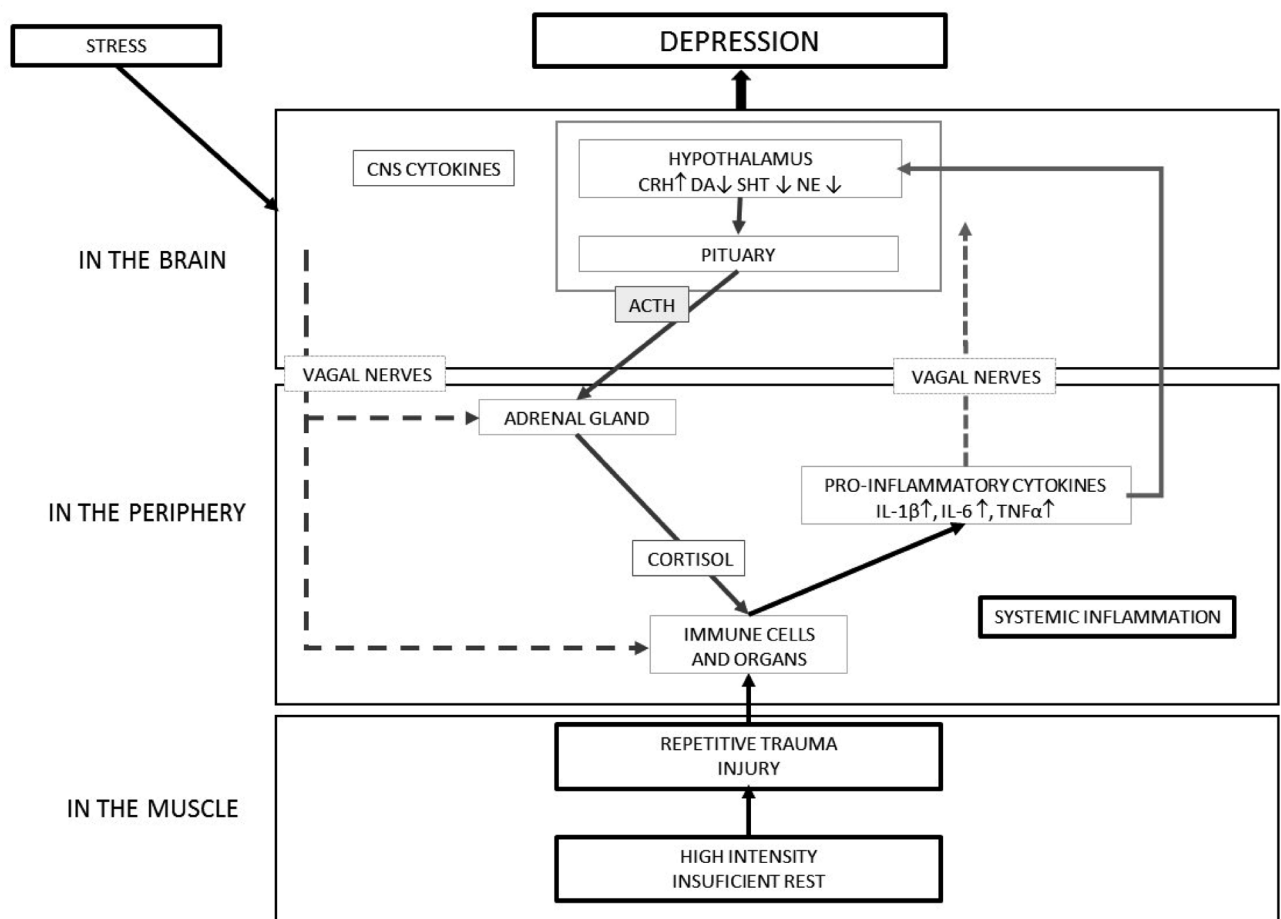 STRESS
DEPRESSION
CNS CYTOKINES
HYPOTHALAMUS
CRH↑ DA↓ SHT ↓ NE ↓
IN THE BRAIN
PITUARY
ACTH
VAGAL NERVES
VAGAL NERVES
ADRENAL GLAND
IN THE PERIPHERY
PRO-INFLAMMATORY CYTOKINES
IL-1β↑, IL-6 ↑, TNFα↑
CORTISOL
SYSTEMIC INFLAMMATION
IMMUNE CELLS
AND ORGANS
IN THE MUSCLE
REPETITIVE TRAUMA
INJURY
HIGH INTENSITY
INSUFICIENT REST